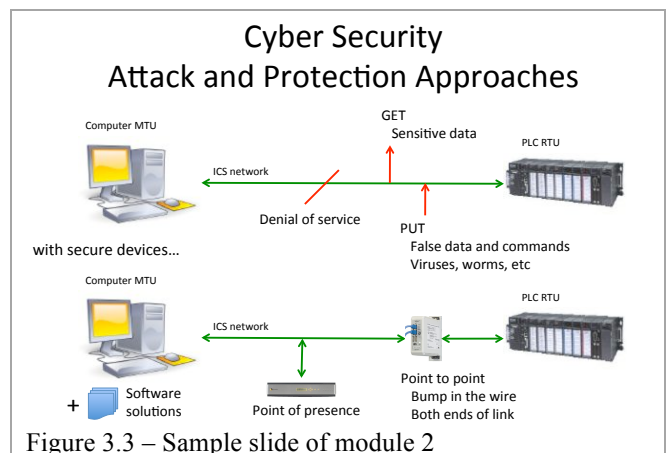 Cyber Security
Attack and Protection Approaches
Computer MTU
GET
Sensitive data
PLC RTU
ICS network
Denial of service
PUT
False data and commands
Viruses, worms, etc
with secure devices...
Computer MTU
PLC RTU
ICS network
+ Software
solutions
Point of presence
Point to point
Bump in the wire
Both ends of link
Figure 3.3 – Sample slide of module 2